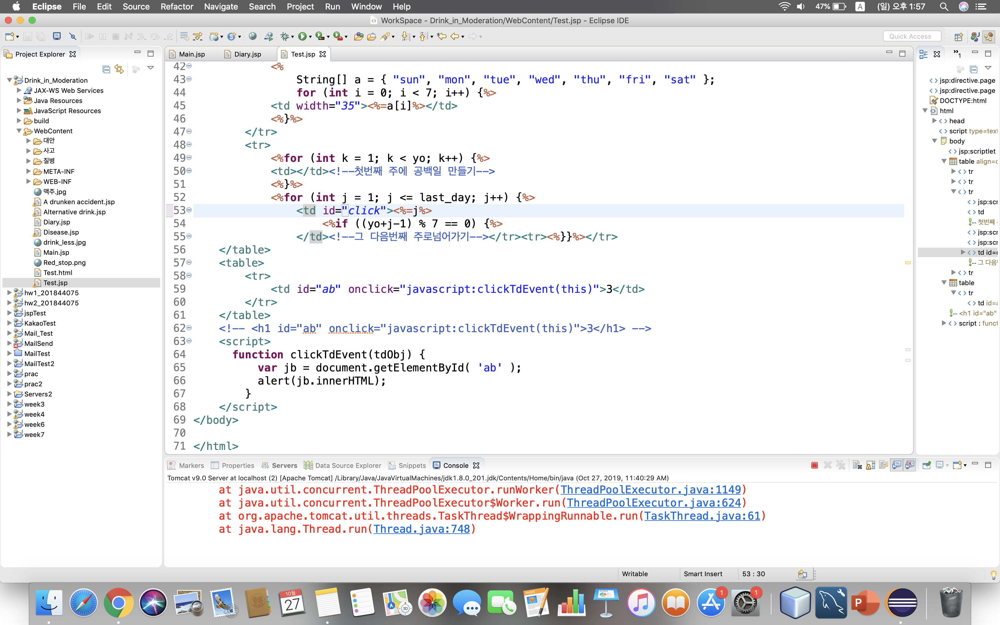 Eclipse File Edit Source Refactor Navigate Search Project Run Window Help 47% A (일) 오후 1:57
WorkSpace - Drink_in_Moderation/WebContent/Test.jsp - Eclipse IDE
Quick Access
Project Explorer
Drink_in_Moderation
JAX-WS Web Services
Java Resources
JavaScript Resources
build
WebContent
대안
사고
질병
META-INF
WEB-INF
맥주.jpg
A drunken accident.jsp
Alternative drink.jsp
Diary.jsp
Disease.jsp
drink_less.jpg
Main.jsp
Red_stop.png
Test.html
Test.jsp
hw1_201844075
hw2_201844075
jspTest
KakaoTest
Mail_Test
MailSend
MailTest
MailTest2
prac
prac2
Servers2
week3
week4
week6
week7
Main.jsp Diary.jsp Test.jsp
42 <%
43 String[] a = { "sun", "mon", "tue", "wed", "thu", "fri", "sat" };
44 for (int i = 0; i < 7; i++) {%>
45 <td width="35"><%=a[i]%></td>
46 <%}%>
47 </tr>
48 <tr>
49 <%for (int k = 1; k < yo; k++) {%>
50 <td></td><!--첫번째 주에 공백일 만들기-->
51 <%}%>
52 <%for (int j = 1; j <= last_day; j++) {%>
53 <td id="click"><%=j%>
54 <%if ((yo+j-1) % 7 == 0) {%>
55 </td><!--그 다음번째 주로넘어가기--></tr><tr><%}}%></tr>
56 </table>
57 <table>
58 <tr>
59 <td id="ab" onclick="javascript:clickTdEvent(this)">3</td>
60 </tr>
61 </table>
62 <!-- <h1 id="ab" onclick="javascript:clickTdEvent(this)">3</h1> -->
63 <script>
64 function clickTdEvent(tdObj) {
65 var jb = document.getElementById( 'ab' );
66 alert(jb.innerHTML);
67 }
68 </script>
69 </body>
70
71 </html>
»1
jsp:directive.page
jsp:directive.page
DOCTYPE:html
html
head
script type=text
body
jsp:scriptlet
table align=c
tr
tr
tr
jsp:scr
td
첫번째
jsp:scr
jsp:scr
td id=c
그 다음
tr
table
tr
td id=a
<h1 id="ab"
script : funct
Markers Properties Servers Data Source Explorer Snippets Console
Tomcat v9.0 Server at localhost (2) [Apache Tomcat] /Library/Java/JavaVirtualMachines/jdk1.8.0_201.jdk/Contents/Home/bin/java (Oct 27, 2019, 11:40:29 AM)
at java.util.concurrent.ThreadPoolExecutor.runWorker(ThreadPoolExecutor.java:1149)
at java.util.concurrent.ThreadPoolExecutor$Worker.run(ThreadPoolExecutor.java:624)
at org.apache.tomcat.util.threads.TaskThread$WrappingRunnable.run(TaskThread.java:61)
at java.lang.Thread.run(Thread.java:748)
Writable Smart Insert 53 : 30
10월
27
3D
PAGES
KEYNOTE
1
1
P